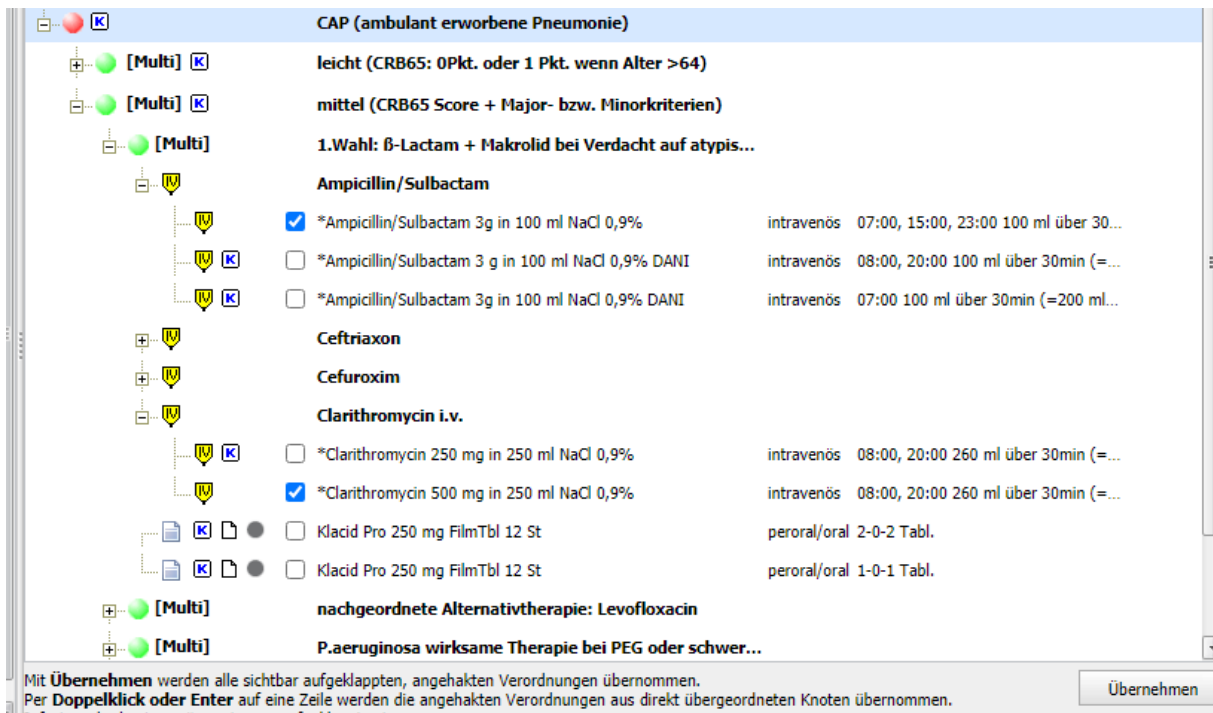 K CAP (ambulant erworbene Pneumonie)
[Multi] K leicht (CRB65: 0Pkt. oder 1 Pkt. wenn Alter >64)
[Multi] K mittel (CRB65 Score + Major- bzw. Minorkriterien)
[Multi] 1.Wahl: ß-Lactam + Makrolid bei Verdacht auf atypis...
IV Ampicillin/Sulbactam
IV *Ampicillin/Sulbactam 3g in 100 ml NaCl 0,9% intravenös 07:00, 15:00, 23:00 100 ml über 30...
IV K *Ampicillin/Sulbactam 3 g in 100 ml NaCl 0,9% DANI intravenös 08:00, 20:00 100 ml über 30min (=...
IV K *Ampicillin/Sulbactam 3g in 100 ml NaCl 0,9% DANI intravenös 07:00 100 ml über 30min (=200 ml...
IV Ceftriaxon
IV Cefuroxim
IV Clarithromycin i.v.
IV K *Clarithromycin 250 mg in 250 ml NaCl 0,9% intravenös 08:00, 20:00 260 ml über 30min (=...
IV *Clarithromycin 500 mg in 250 ml NaCl 0,9% intravenös 08:00, 20:00 260 ml über 30min (=...
K Klacid Pro 250 mg FilmTbl 12 St peroral/oral 2-0-2 Tabl.
K Klacid Pro 250 mg FilmTbl 12 St peroral/oral 1-0-1 Tabl.
[Multi] nachgeordnete Alternativtherapie: Levofloxacin
[Multi] P.aeruginosa wirksame Therapie bei PEG oder schwer...
Mit Übernehmen werden alle sichtbar aufgeklappten, angehakten Verordnungen übernommen.
Per Doppelklick oder Enter auf eine Zeile werden die angehakten Verordnungen aus direkt übergeordneten Knoten übernommen.
Übernehmen